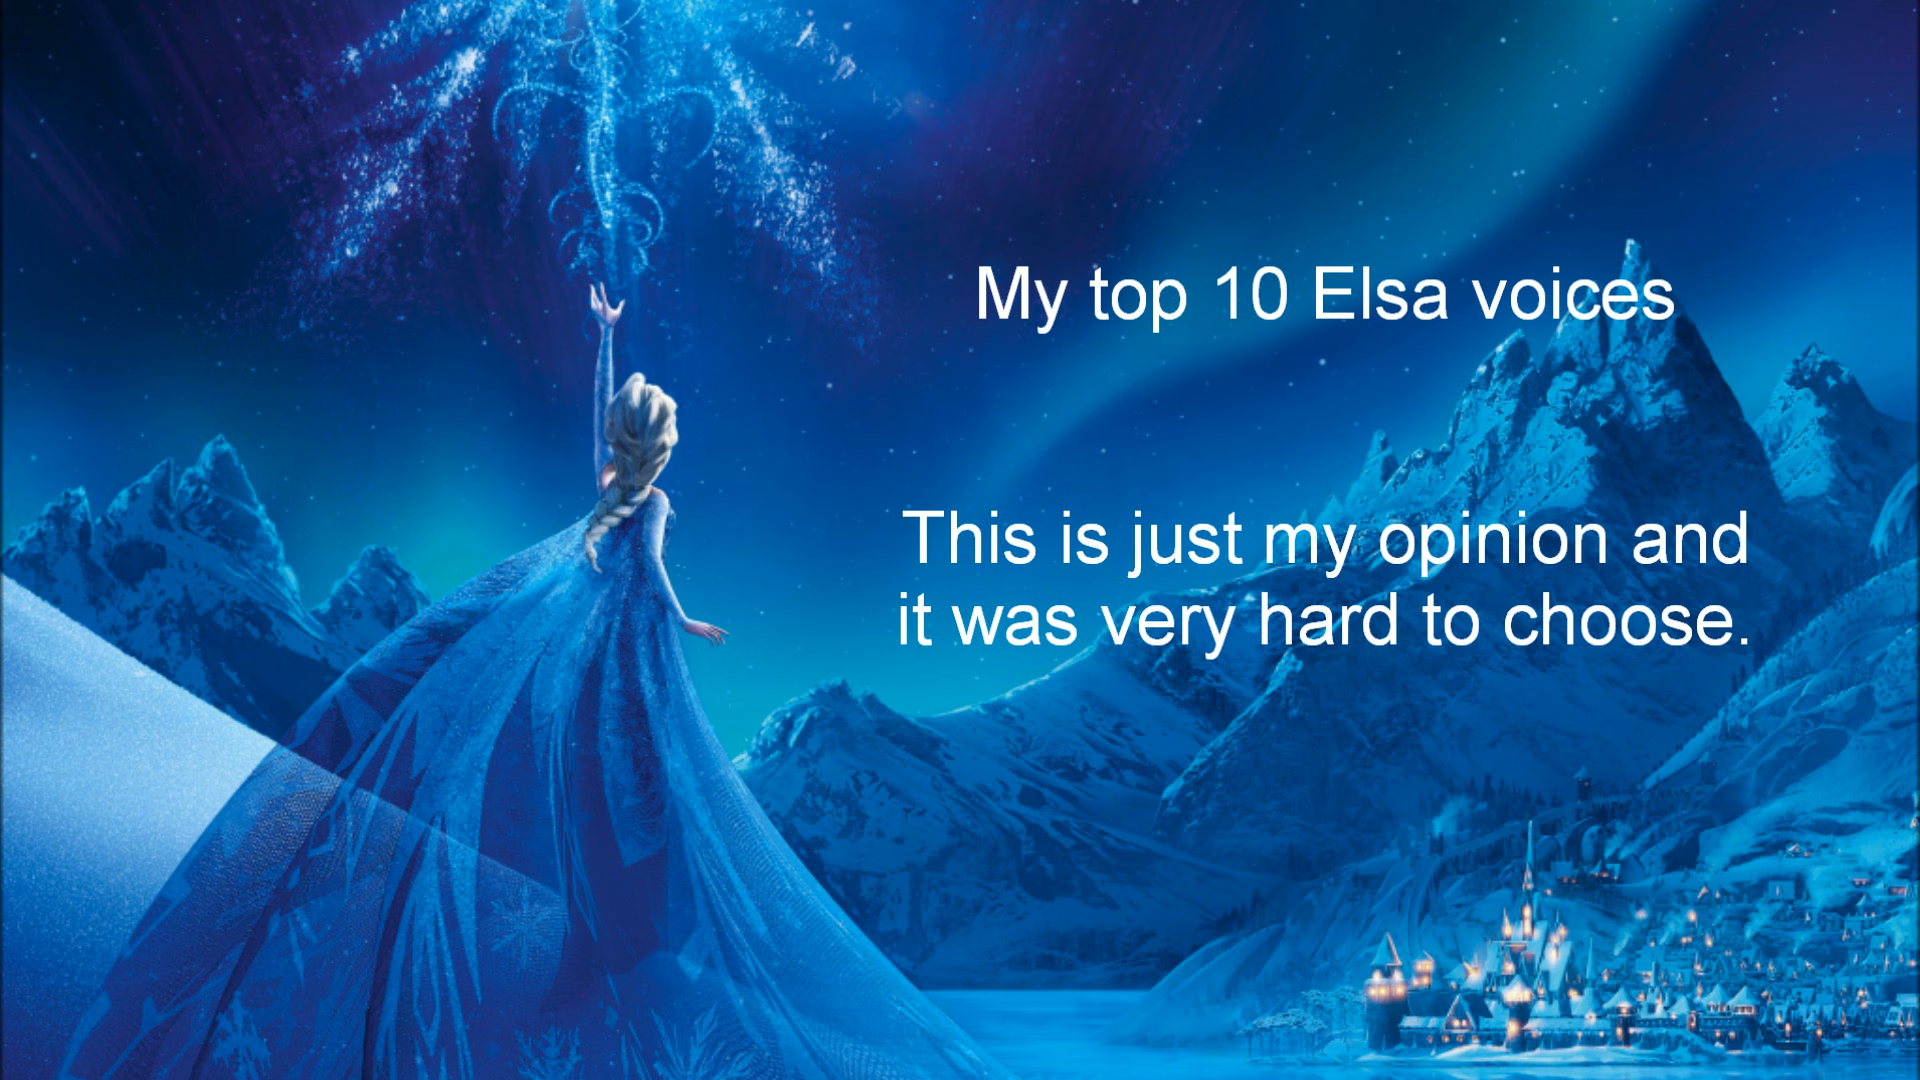 My top 10 Elsa voices
This is just my opinion and
it was very hard to choose.